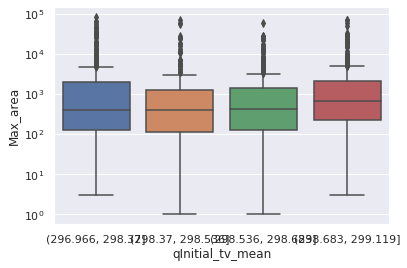 10⁵
10⁴
10³
10²
10¹
10⁰
Max_area
(296.966, 298.37] (298.37, 298.536] (298.536, 298.683] (298.683, 299.119]
qInitial_tv_mean